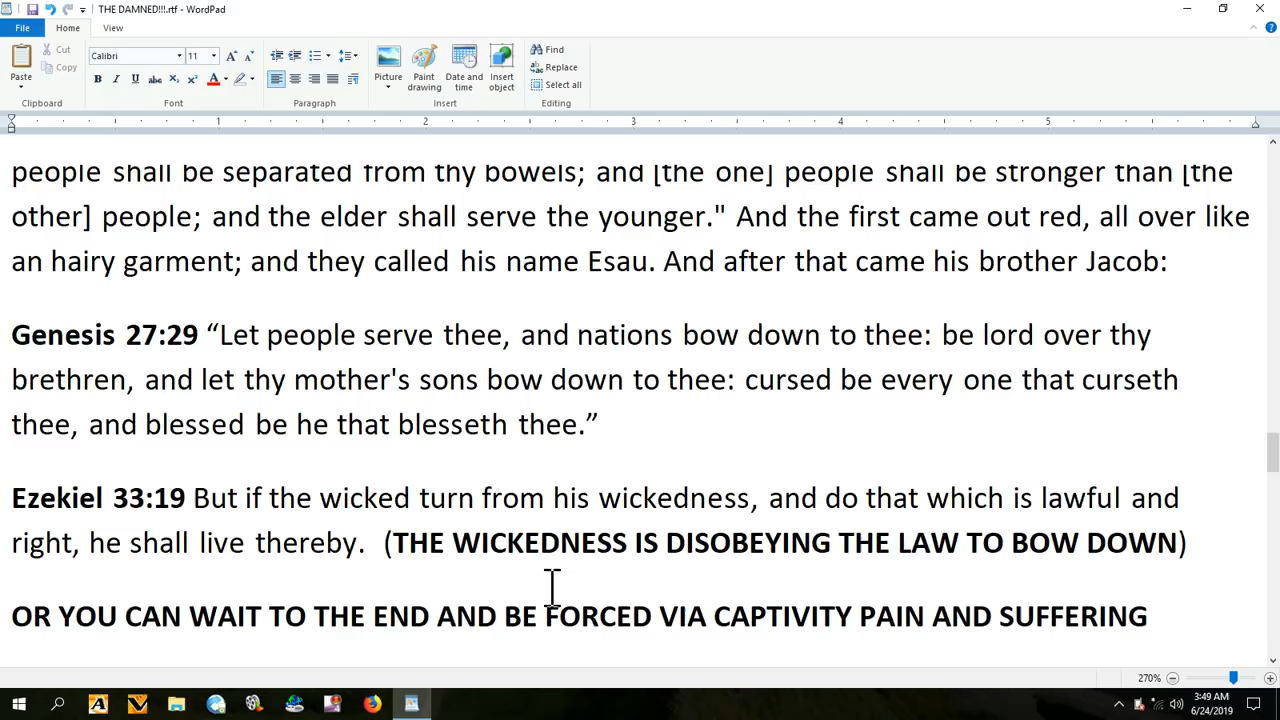 THE DAMNED!!!.rtf - WordPad
File Home View
Paste Cut Copy Clipboard
Calibri 11 Font
Paragraph
Picture Paint drawing Date and time Insert object Insert
Find Replace Select all Editing
1 2 3 4 5
people shall be separated from thy bowels; and [the one] people shall be stronger than [the
other] people; and the elder shall serve the younger." And the first came out red, all over like
an hairy garment; and they called his name Esau. And after that came his brother Jacob:
Genesis 27:29 “Let people serve thee, and nations bow down to thee: be lord over thy
brethren, and let thy mother's sons bow down to thee: cursed be every one that curseth
thee, and blessed be he that blesseth thee.”
Ezekiel 33:19 But if the wicked turn from his wickedness, and do that which is lawful and
right, he shall live thereby. (THE WICKEDNESS IS DISOBEYING THE LAW TO BOW DOWN)
OR YOU CAN WAIT TO THE END AND BE FORCED VIA CAPTIVITY PAIN AND SUFFERING
270%
3:49 AM
6/24/2019